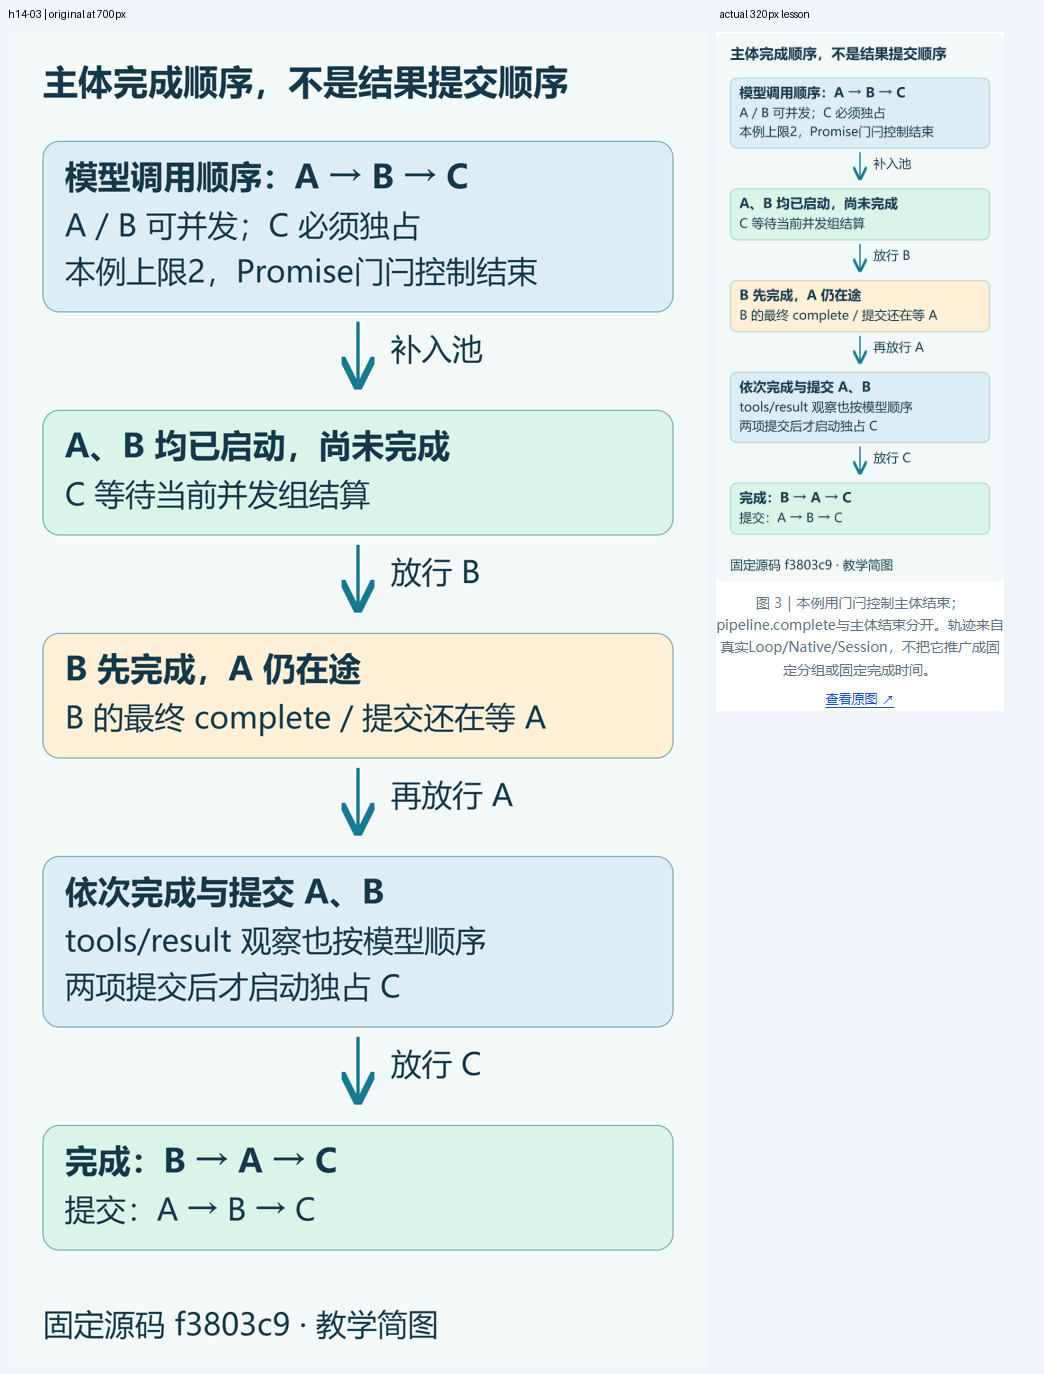 h14-03 | original at 700px
主体完成顺序，不是结果提交顺序
模型调用顺序：A → B → C
A / B 可并发；C 必须独占
本例上限2，Promise门闩控制结束
补入池
A、B 均已启动，尚未完成
C 等待当前并发组结算
放行 B
B 先完成，A 仍在途
B 的最终 complete / 提交还在等 A
再放行 A
依次完成与提交 A、B
tools/result 观察也按模型顺序
两项提交后才启动独占 C
放行 C
完成：B → A → C
提交：A → B → C
固定源码 f3803c9 · 教学简图
actual 320px lesson
主体完成顺序，不是结果提交顺序
模型调用顺序：A → B → C
A / B 可并发；C 必须独占
本例上限2，Promise门闩控制结束
补入池
A、B 均已启动，尚未完成
C 等待当前并发组结算
放行 B
B 先完成，A 仍在途
B 的最终 complete / 提交还在等 A
再放行 A
依次完成与提交 A、B
tools/result 观察也按模型顺序
两项提交后才启动独占 C
放行 C
完成：B → A → C
提交：A → B → C
固定源码 f3803c9 · 教学简图
图 3｜本例用门闩控制主体结束；
pipeline.complete与主体结束分开。轨迹来自
真实Loop/Native/Session，不把它推广成固
定分组或固定完成时间。
查看原图 ↗